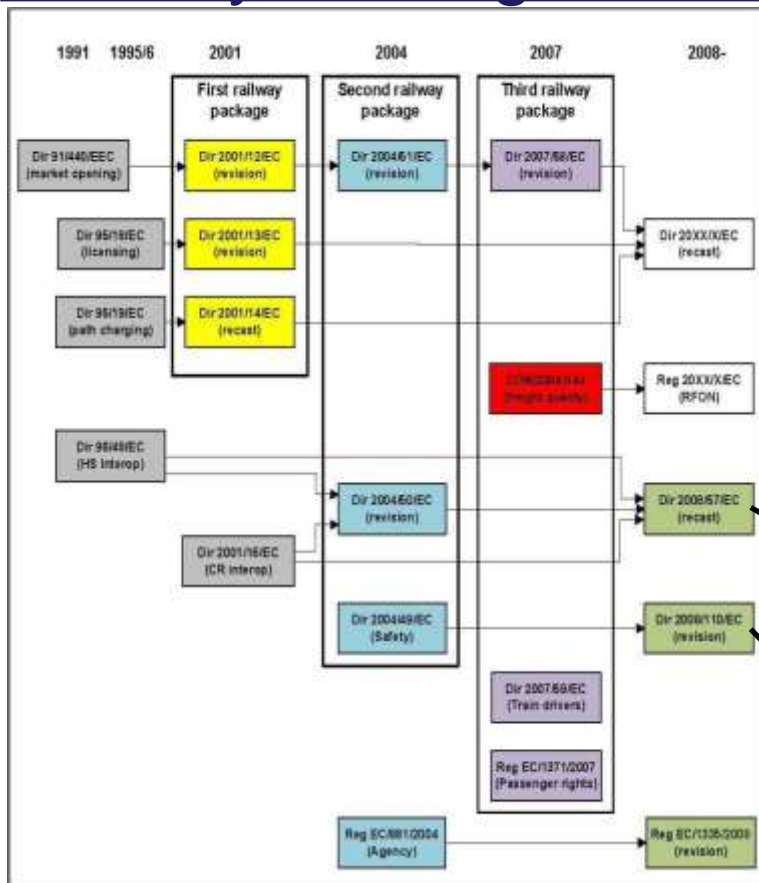 1991 1995/6 2001 2004 2007 2008-
First railway
package
Second railway
package
Third railway
package
Dir 91/440/EEC
(market opening)
Dir 2001/12/EC
(revision)
Dir 2004/51/EC
(revision)
Dir 2007/58/EC
(revision)
Dir 95/18/EC
(licensing)
Dir 2001/13/EC
(revision)
Dir 20XX/X/EC
(recast)
Dir 95/19/EC
(path charging)
Dir 2001/14/EC
(recast)
(freight quality)
Reg 20XX/X/EC
(RFON)
Dir 96/48/EC
(HS interop)
Dir 2004/50/EC
(revision)
Dir 2008/57/EC
(recast)
Dir 2001/16/EC
(CR interop)
Dir 2004/49/EC
(Safety)
Dir 2008/110/EC
(revision)
Dir 2007/59/EC
(Train drivers)
Reg EC/1371/2007
(Passenger rights)
Reg EC/881/2004
(Agency)
Reg EC/1335/2008
(revision)